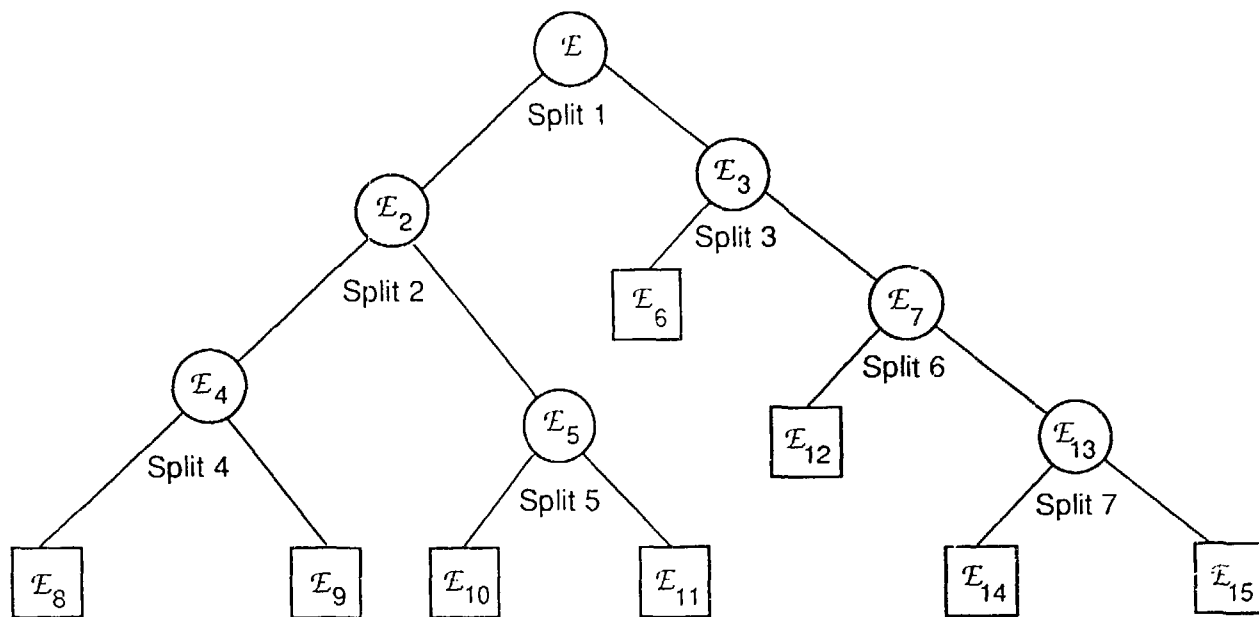 ℰ
Split 1
ℰ₃
ℰ₂
Split 3
Split 2
ℰ₆
ℰ₇
Split 6
ℰ₄
ℰ₅
ℰ₁₂
ℰ₁₃
Split 4
Split 5
Split 7
ℰ₈
ℰ₉
ℰ₁₀
ℰ₁₁
ℰ₁₄
ℰ₁₅